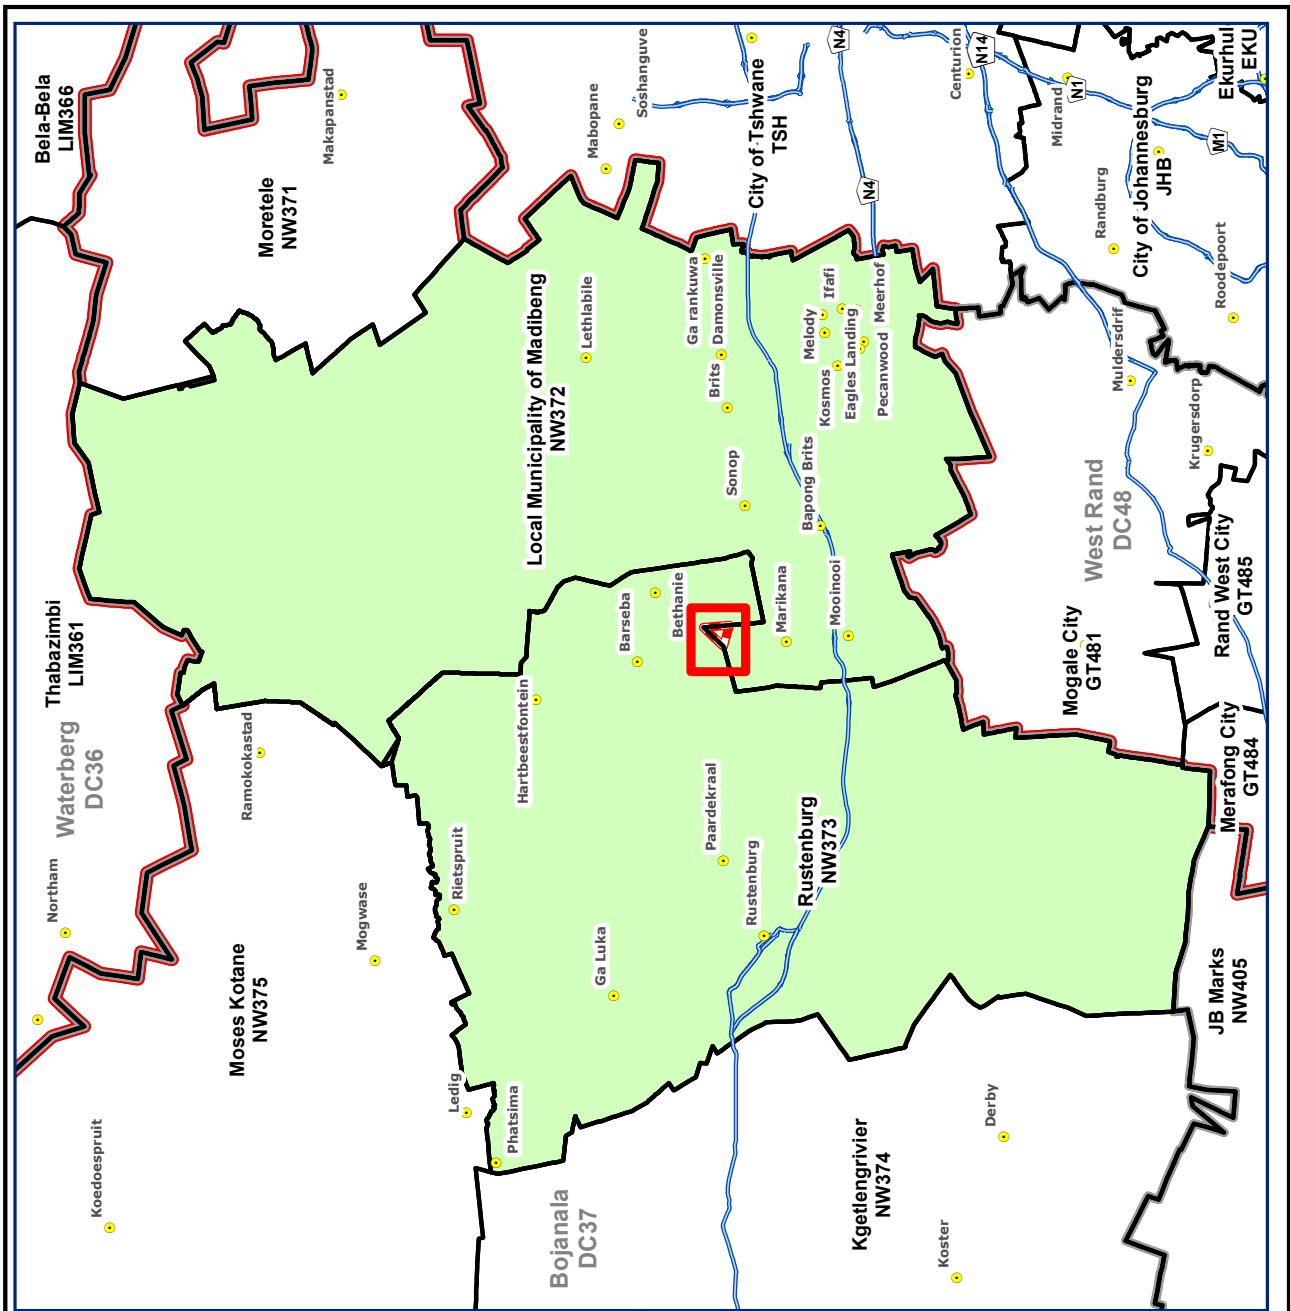 Koedoespruit
Northam
Waterberg
DC36
Thabazimbi
LIM361
Bela-Bela
LIM366
Moses Kotane
NW375
Mogwase
Ramokokastad
Moretele
NW371
Makapanstad
Ledig
Phatsima
Rietspruit
Hartbeestfontein
Local Municipality of Madibeng
NW372
Lethlabile
Mabopane
Soshanguve
Bojanala
DC37
Ga Luka
Barseba
Bethanie
Ga rankuwa
Damonsville
Brits
Sonop
City of Tshwane
TSH
Paardekraal
Rustenburg
Rustenburg
NW373
Marikana
Mooinooi
Bapong Brits
Melody
Ifafi
Kosmos
Eagles Landing
Pecanwood
Meerhof
N4
N4
Kgetlengrivier
NW374
Koster
Derby
Centurion
N14
Midrand
N1
Randburg
City of Johannesburg
JHB
M1
Ekurhul
EKU
Roodepoort
Muldersdrif
Krugersdorp
West Rand
DC48
Mogale City
GT481
Rand West City
GT485
Merafong City
GT484
JB Marks
NW405